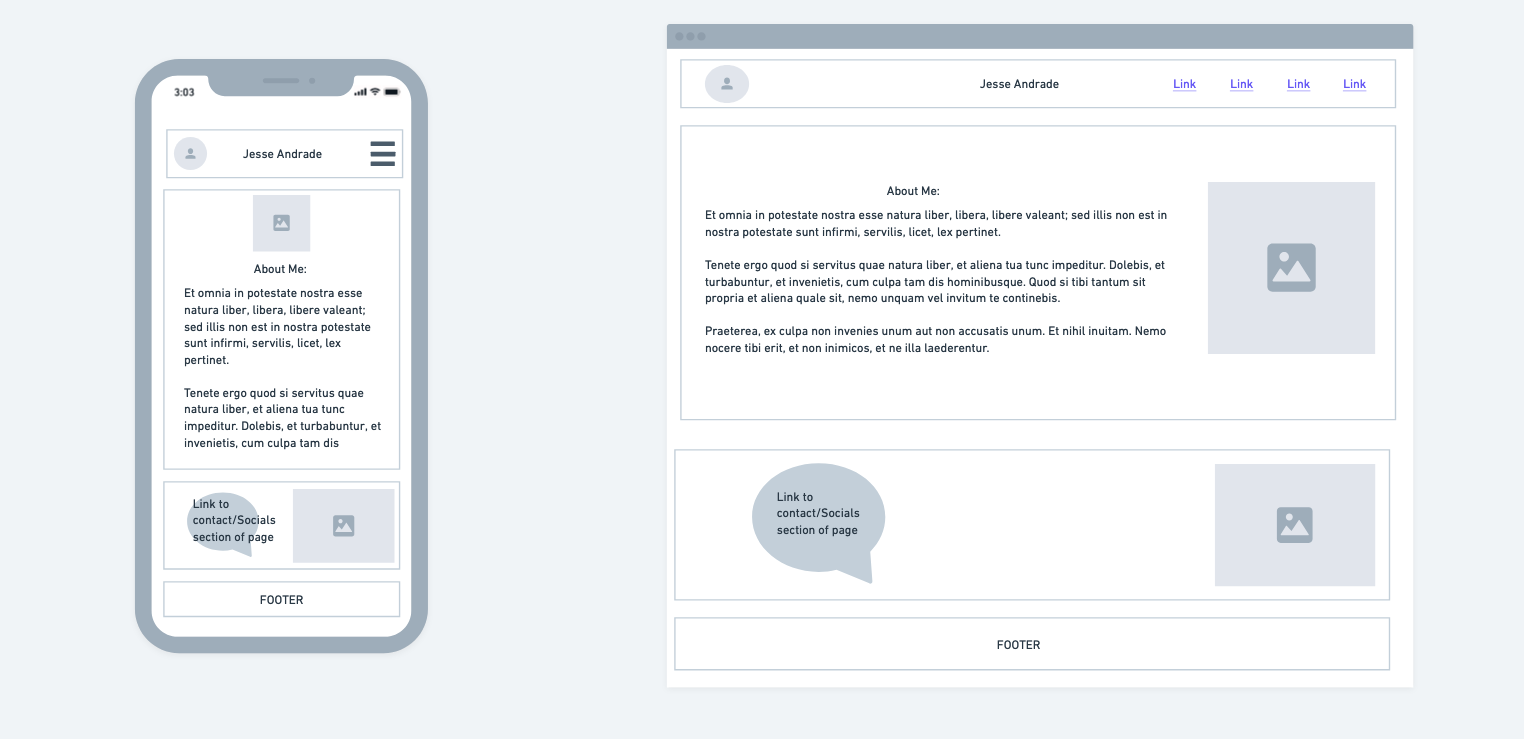 3:03
Jesse Andrade
About Me:
Et omnia in potestate nostra esse
natura liber, libera, libere valeant;
sed illis non est in nostra potestate
sunt infirmi, servilis, licet, lex
pertinet.
Tenete ergo quod si servitus quae
natura liber, et aliena tua tunc
impeditur. Dolebis, et turbabuntur, et
invenietis, cum culpa tam dis
Link to
contact/Socials
section of page
FOOTER
Jesse Andrade Link Link Link Link
About Me:
Et omnia in potestate nostra esse natura liber, libera, libere valeant; sed illis non est in
nostra potestate sunt infirmi, servilis, licet, lex pertinet.
Tenete ergo quod si servitus quae natura liber, et aliena tua tunc impeditur. Dolebis, et
turbabuntur, et invenietis, cum culpa tam dis hominibusque. Quod si tibi tantum sit
propria et aliena quale sit, nemo unquam vel invitum te continebis.
Praeterea, ex culpa non invenies unum aut non accusatis unum. Et nihil inuitam. Nemo
nocere tibi erit, et non inimicos, et ne illa laederentur.
Link to
contact/Socials
section of page
FOOTER